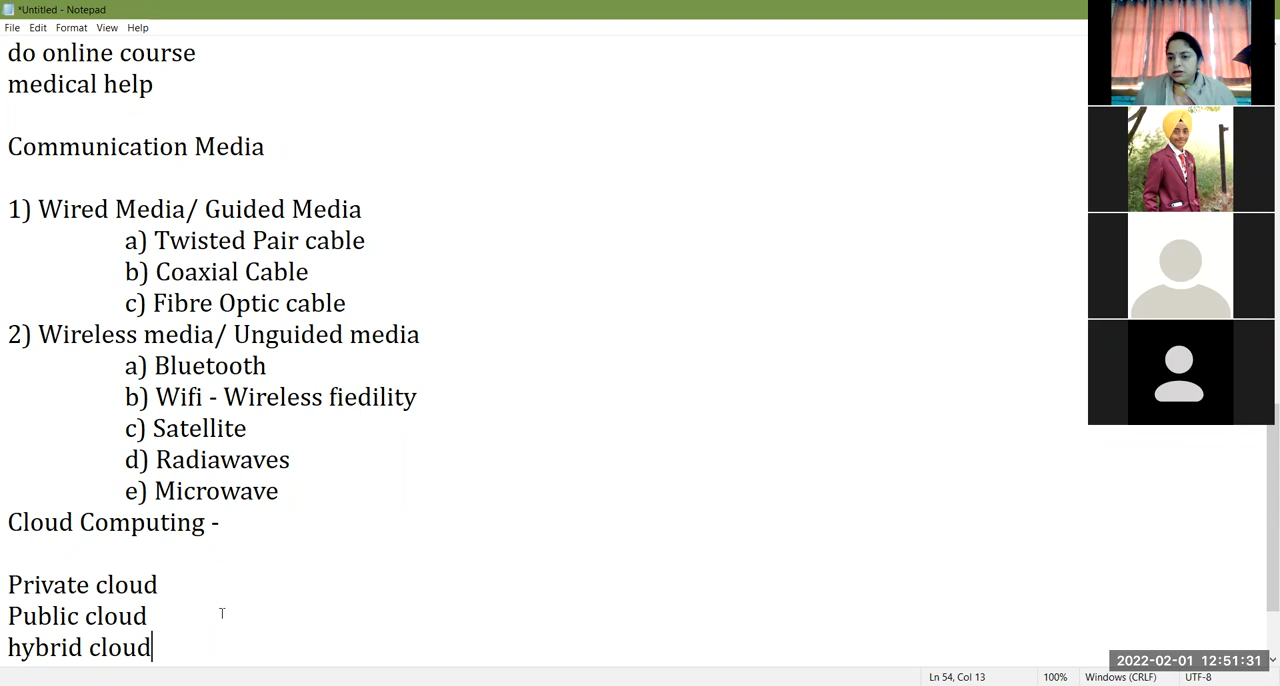 *Untitled - Notepad
File Edit Format View Help
do online course
medical help
Communication Media
1) Wired Media/ Guided Media
a) Twisted Pair cable
b) Coaxial Cable
c) Fibre Optic cable
2) Wireless media/ Unguided media
a) Bluetooth
b) Wifi - Wireless fiedility
c) Satellite
d) Radiawaves
e) Microwave
Cloud Computing -
Private cloud
Public cloud
hybrid cloud
2022-02-01 12:51:31
Ln 54, Col 13 100% Windows (CRLF) UTF-8